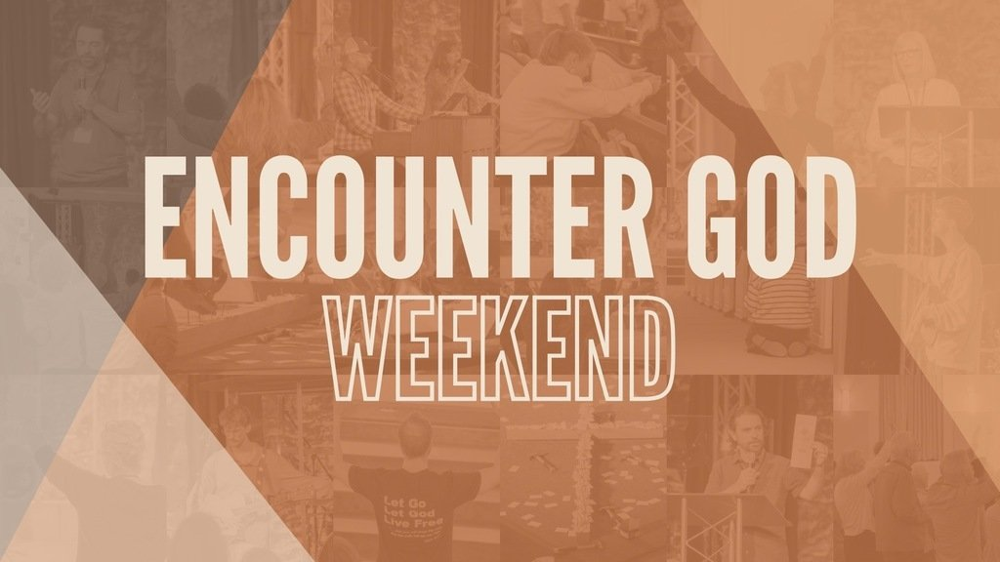 ENCOUNTER GOD
WEEKEND
Let Go
Let God
Live Free